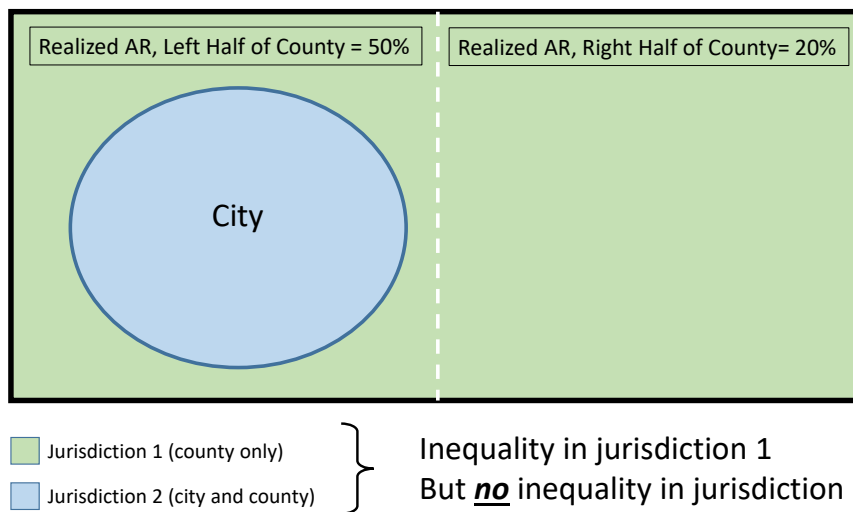 Realized AR, Left Half of County = 50%
Realized AR, Right Half of County= 20%
City
Jurisdiction 1 (county only)
Jurisdiction 2 (city and county)
Inequality in jurisdiction 1
But no inequality in jurisdiction